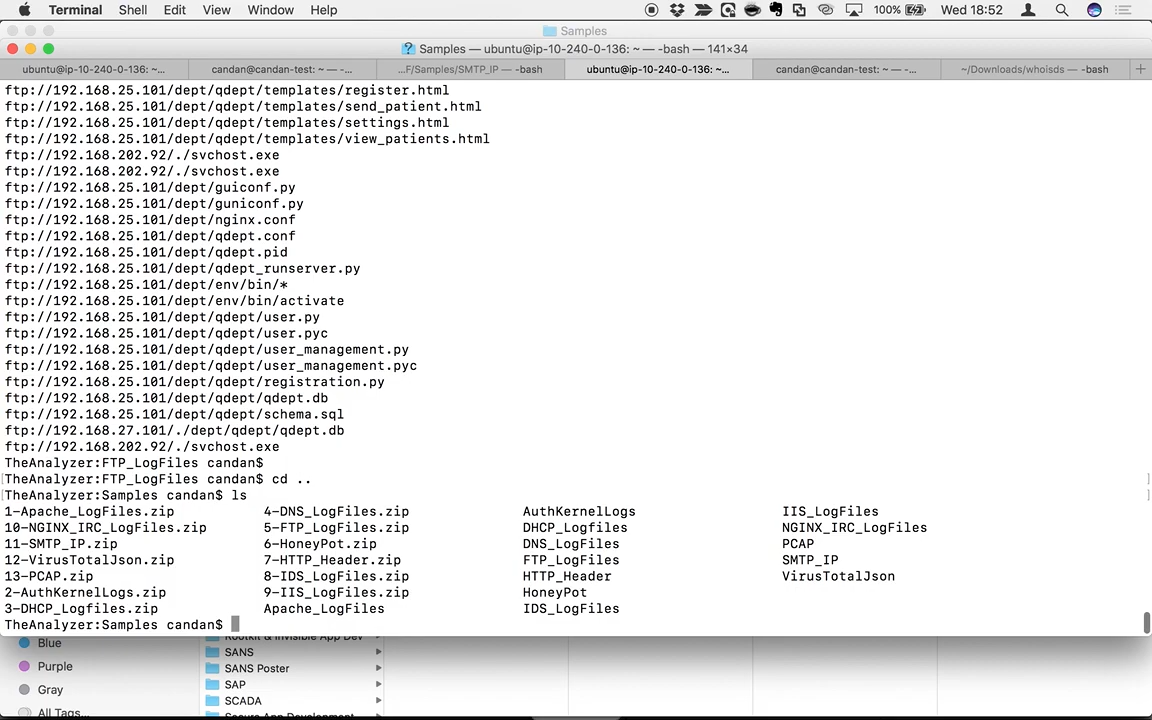 Terminal Shell Edit View Window Help 100% Wed 18:52
Samples
Samples — ubuntu@ip-10-240-0-136: ~ — -bash — 141×34
ubuntu@ip-10-240-0-136: ~... candan@candan-test: ~ — -... ...F/Samples/SMTP_IP — -bash ubuntu@ip-10-240-0-136: ~... candan@candan-test: ~ — -... ~/Downloads/whoisds — -bash +
ftp://192.168.25.101/dept/qdept/templates/register.html
ftp://192.168.25.101/dept/qdept/templates/send_patient.html
ftp://192.168.25.101/dept/qdept/templates/settings.html
ftp://192.168.25.101/dept/qdept/templates/view_patients.html
ftp://192.168.202.92/./svchost.exe
ftp://192.168.202.92/./svchost.exe
ftp://192.168.25.101/dept/guiconf.py
ftp://192.168.25.101/dept/guniconf.py
ftp://192.168.25.101/dept/nginx.conf
ftp://192.168.25.101/dept/qdept.conf
ftp://192.168.25.101/dept/qdept.pid
ftp://192.168.25.101/dept/qdept_runserver.py
ftp://192.168.25.101/dept/env/bin/*
ftp://192.168.25.101/dept/env/bin/activate
ftp://192.168.25.101/dept/qdept/user.py
ftp://192.168.25.101/dept/qdept/user.pyc
ftp://192.168.25.101/dept/qdept/user_management.py
ftp://192.168.25.101/dept/qdept/user_management.pyc
ftp://192.168.25.101/dept/qdept/registration.py
ftp://192.168.25.101/dept/qdept/qdept.db
ftp://192.168.25.101/dept/qdept/schema.sql
ftp://192.168.27.101/./dept/qdept/qdept.db
ftp://192.168.202.92/./svchost.exe
TheAnalyzer:FTP_LogFiles candan$
[TheAnalyzer:FTP_LogFiles candan$ cd .. ]
[TheAnalyzer:Samples candan$ ls ]
1-Apache_LogFiles.zip 4-DNS_LogFiles.zip AuthKernelLogs IIS_LogFiles
10-NGINX_IRC_LogFiles.zip 5-FTP_LogFiles.zip DHCP_Logfiles NGINX_IRC_LogFiles
11-SMTP_IP.zip 6-HoneyPot.zip DNS_LogFiles PCAP
12-VirusTotalJson.zip 7-HTTP_Header.zip FTP_LogFiles SMTP_IP
13-PCAP.zip 8-IDS_LogFiles.zip HTTP_Header VirusTotalJson
2-AuthKernelLogs.zip 9-IIS_LogFiles.zip HoneyPot
3-DHCP_Logfiles.zip Apache_LogFiles IDS_LogFiles
TheAnalyzer:Samples candan$
Rootkit & Invisible App Dev
Blue SANS
Purple SANS Poster
Gray SAP
SCADA
All Tags... Secure App Development